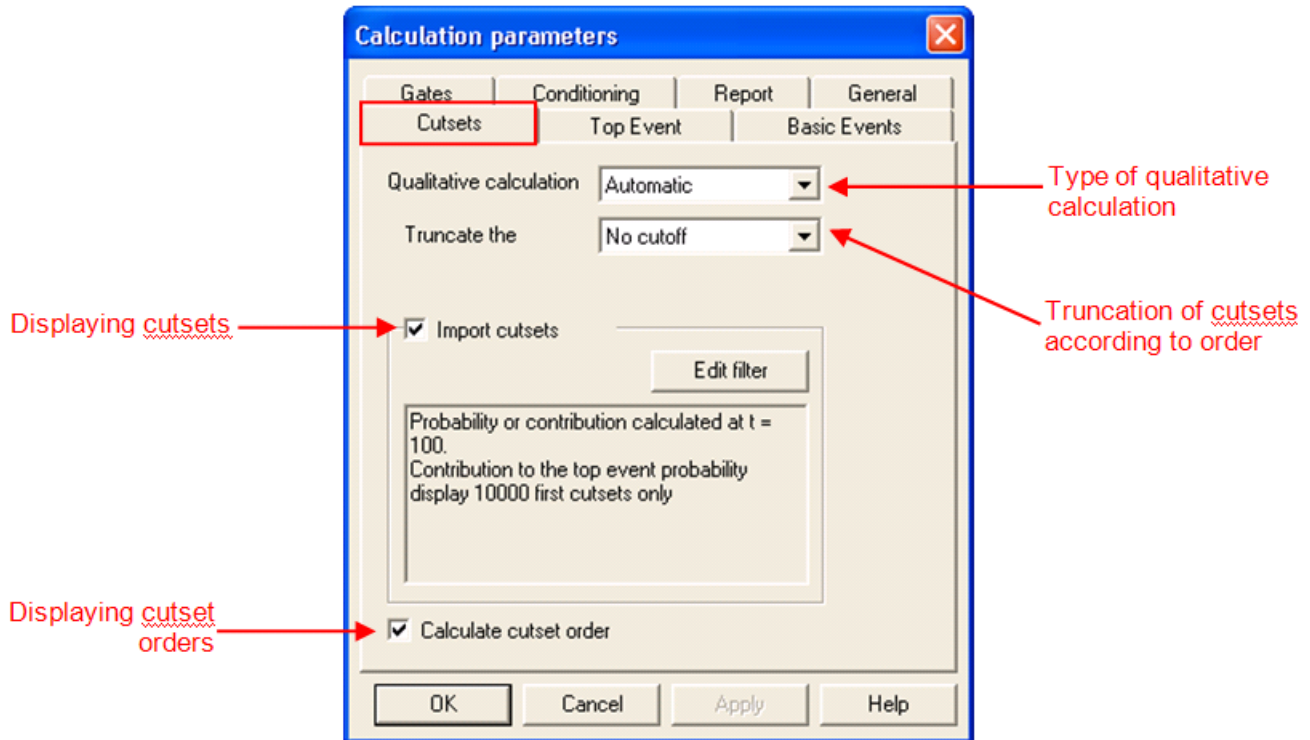 Calculation parameters
Gates
Conditioning
Report
General
Cutsets
Top Event
Basic Events
Qualitative calculation
Automatic
Type of qualitative
calculation
Truncate the
No cutoff
Truncation of cutsets
according to order
Displaying cutsets
Import cutsets
Edit filter
Probability or contribution calculated at t =
100.
Contribution to the top event probability
display 10000 first cutsets only
Displaying cutset
orders
Calculate cutset order
OK
Cancel
Apply
Help